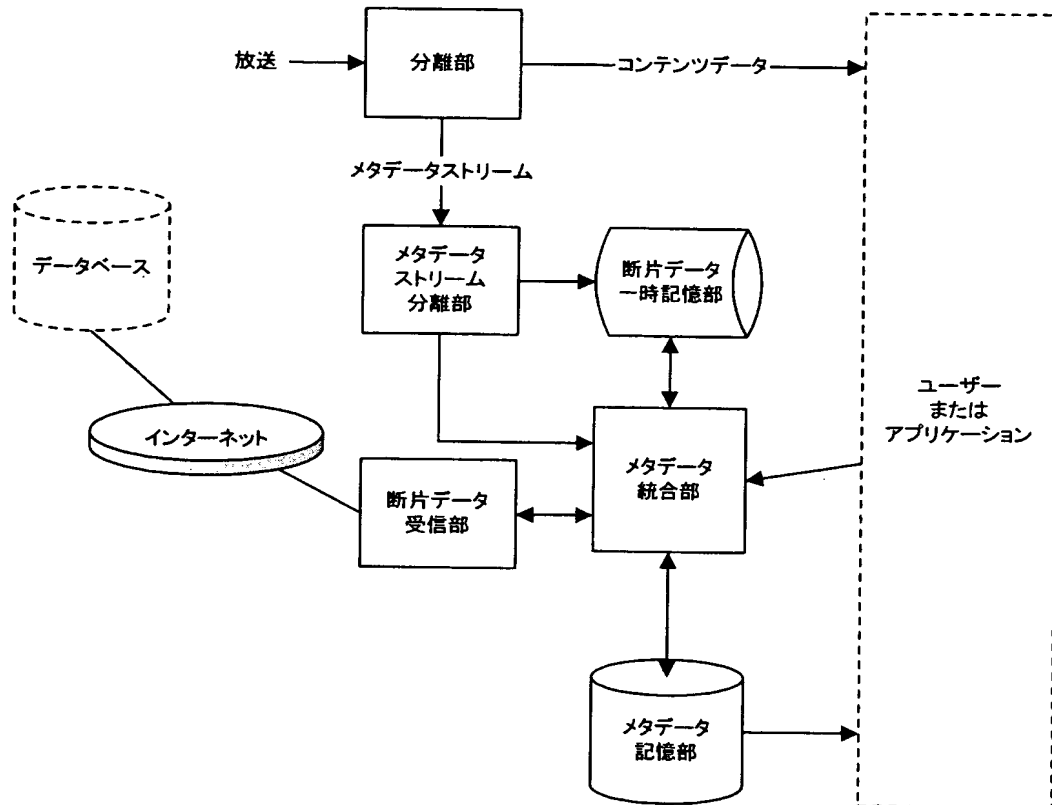 放送
分離部
コンテンツデータ
メタデータストリーム
データベース
メタデータ
ストリーム
分離部
断片データ
一時記憶部
インターネット
断片データ
受信部
メタデータ
統合部
ユーザー
または
アプリケーション
メタデータ
記憶部